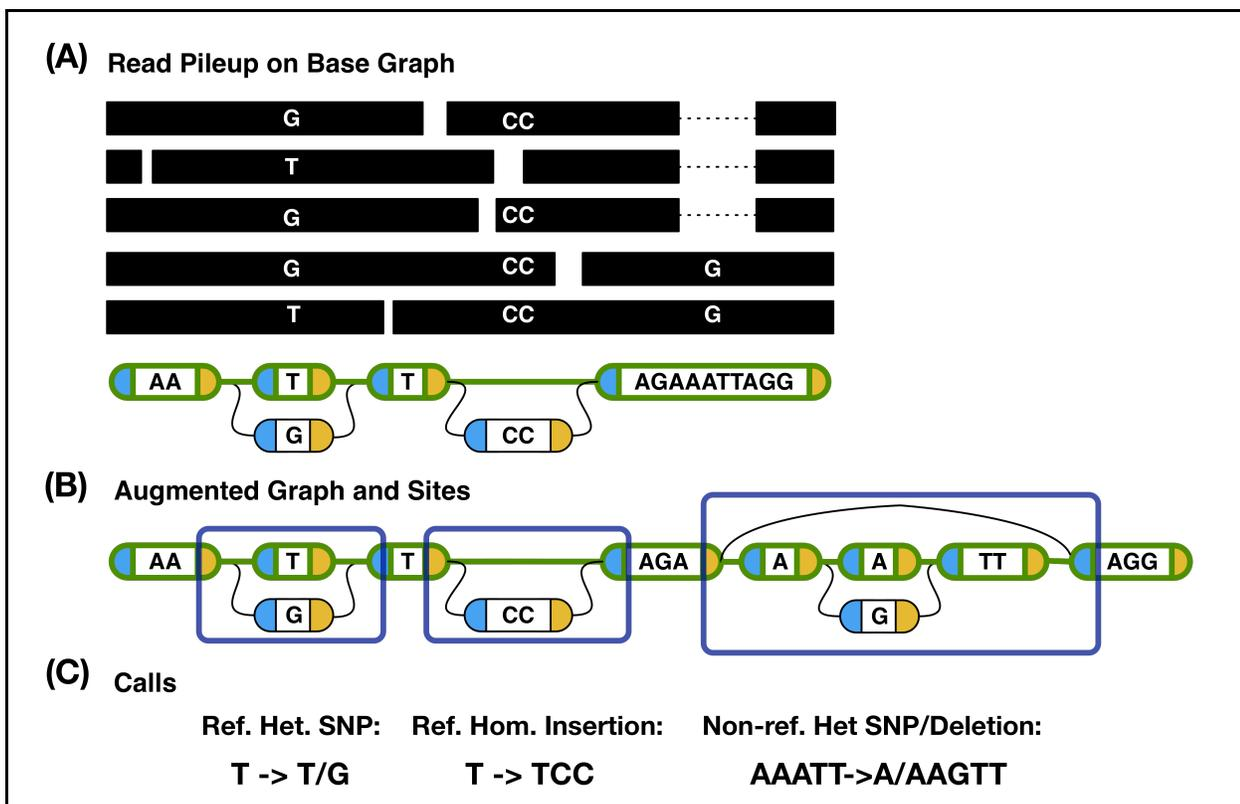 (A) Read Pileup on Base Graph
G CC
T
G CC
G CC G
T CC G
AA T T AGAAATTAGG
G CC
(B) Augmented Graph and Sites
AA T T AGA A A TT AGG
G CC G
(C) Calls
Ref. Het. SNP: Ref. Hom. Insertion: Non-ref. Het SNP/Deletion:
T -> T/G T -> TCC AAATT->A/AAGTT